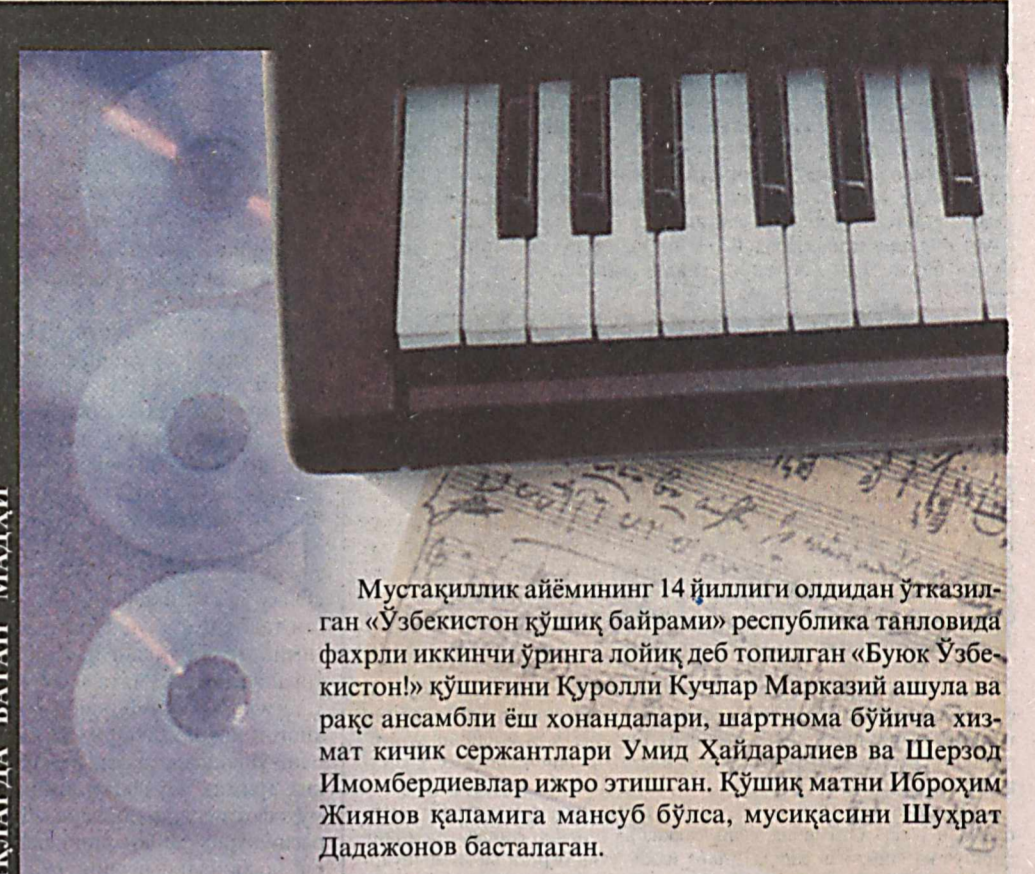 Мустақиллик айёмининг 14 йиллиги олдидан ўтказил-
ган «Ўзбекистон қўшиқ байрами» республика танловида
фахрли иккинчи ўринга лойиқ деб топилган «Буюк Ўзбе-
кистон!» қўшиғини Қуролли Кучлар Марказий ашула ва
рақс ансамбли ёш хонандалари, шартнома бўйича хиз-
мат кичик сержантлари Умид Ҳайдаралиев ва Шерзод
Имомбердиевлар ижро этишган. Қўшиқ матни Иброҳим
Жиянов қаламига мансуб бўлса, мусиқасини Шуҳрат
Дадажонов басталаган.
ВАТАН МАДҲИ